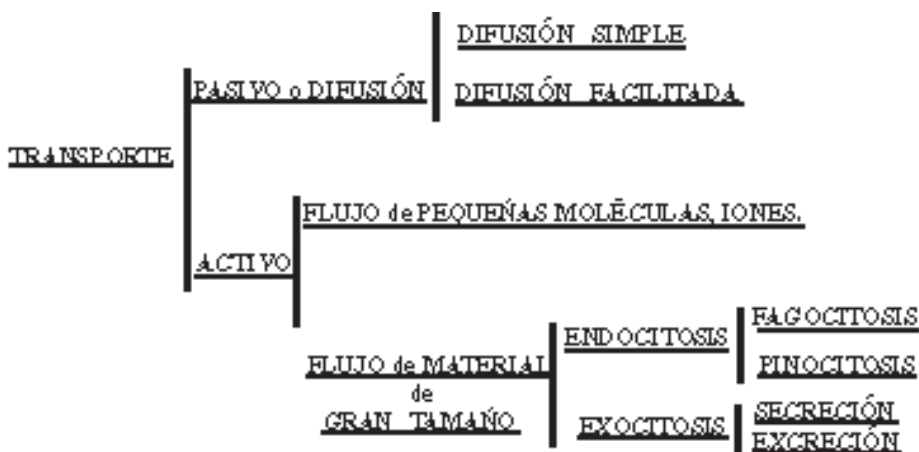 DIFUSIÓN SIMPLE
PASIVO o DIFUSIÓN
DIFUSIÓN FACILITADA
TRANSPORTE
FLUJO de PEQUEÑAS MOLÉCULAS, IONES.
ACTIVO
FAGOCITOSIS
ENDOCITOSIS
PINOCITOSIS
FLUJO de MATERIAL
de
GRAN TAMAÑO
SECRECIÓN
EXOCITOSIS
EXCRECIÓN